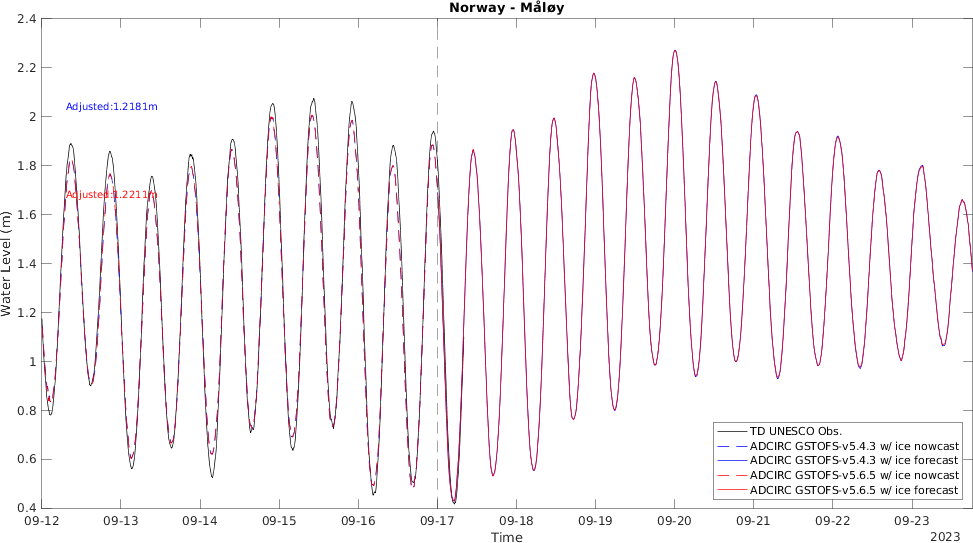 Norway - Måløy
2.4
2.2
2
1.8
1.6
1.4
1.2
1
0.8
0.6
0.4
Water Level (m)
Adjusted:1.2181m
Adjusted:1.2211m
TD UNESCO Obs.
ADCIRC GSTOFS-v5.4.3 w/ ice nowcast
ADCIRC GSTOFS-v5.4.3 w/ ice forecast
ADCIRC GSTOFS-v5.6.5 w/ ice nowcast
ADCIRC GSTOFS-v5.6.5 w/ ice forecast
09-12 09-13 09-14 09-15 09-16 09-17 09-18 09-19 09-20 09-21 09-22 09-23
Time
2023